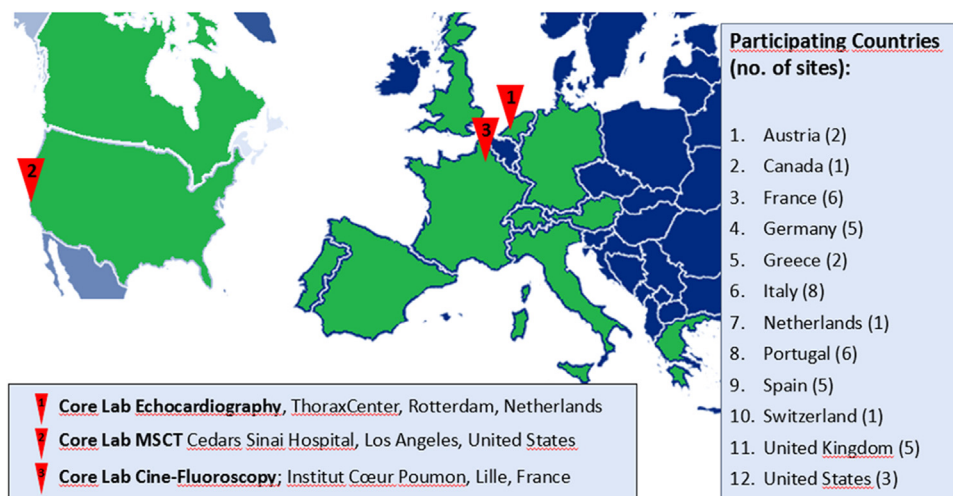 1
2
3
Participating Countries
(no. of sites):
1. Austria (2)
2. Canada (1)
3. France (6)
4. Germany (5)
5. Greece (2)
6. Italy (8)
7. Netherlands (1)
8. Portugal (6)
9. Spain (5)
10. Switzerland (1)
11. United Kingdom (5)
12. United States (3)
1 Core Lab Echocardiography, ThoraxCenter, Rotterdam, Netherlands
2 Core Lab MSCT Cedars Sinai Hospital, Los Angeles, United States
3 Core Lab Cine-Fluoroscopy; Institut Cœur Poumon, Lille, France